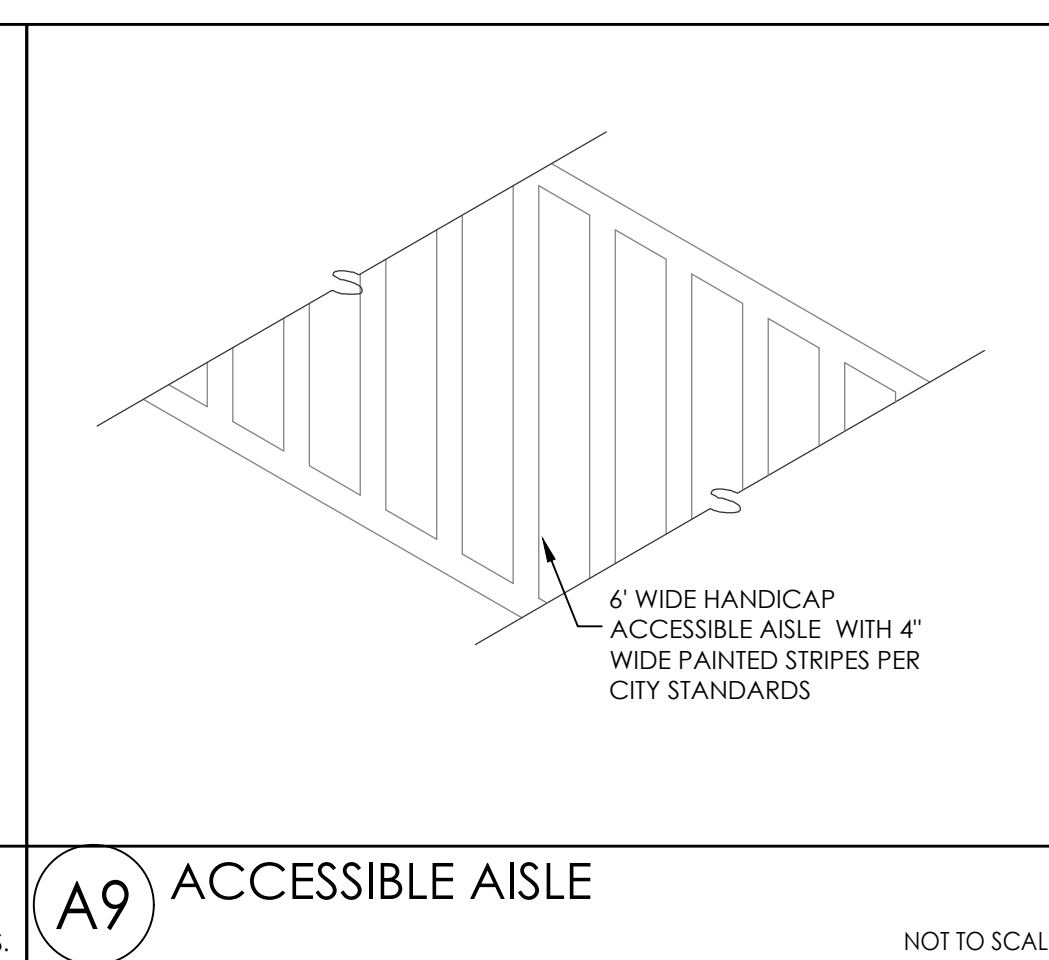 6' WIDE HANDICAP
ACCESSIBLE AISLE WITH 4"
WIDE PAINTED STRIPES PER
CITY STANDARDS
A9 ACCESSIBLE AISLE
S.
NOT TO SCAL